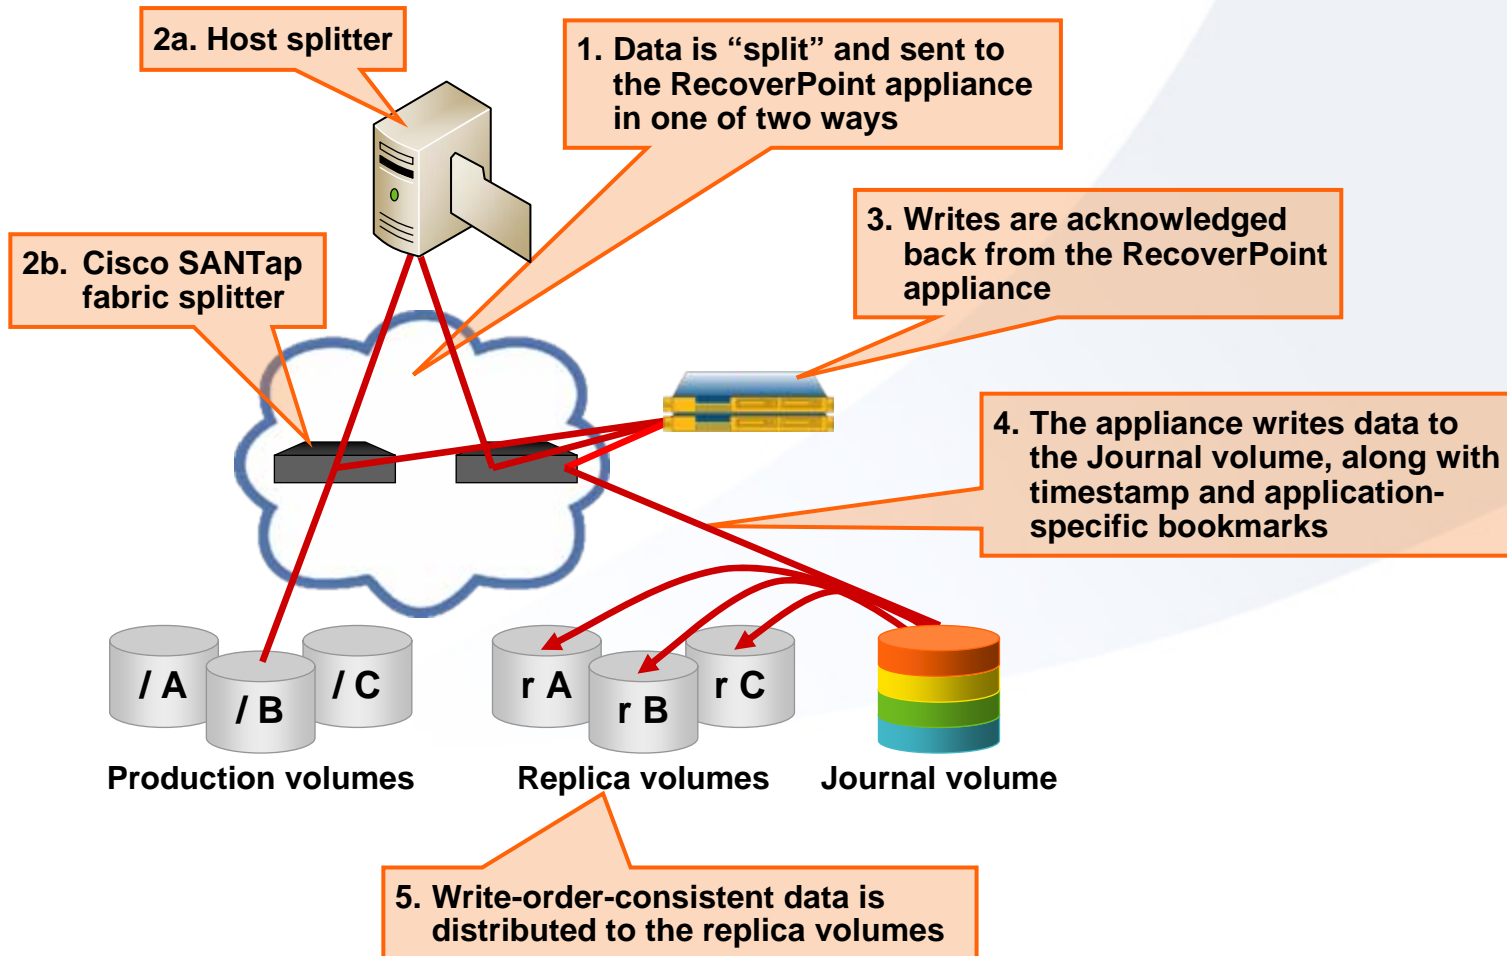 2a. Host splitter
1. Data is “split” and sent to
the RecoverPoint appliance
in one of two ways
3. Writes are acknowledged
back from the RecoverPoint
appliance
2b. Cisco SANTap
fabric splitter
4. The appliance writes data to
the Journal volume, along with
timestamp and application-
specific bookmarks
/ A
/ B
/ C
r A
r B
r C
Production volumes
Replica volumes
Journal volume
5. Write-order-consistent data is
distributed to the replica volumes